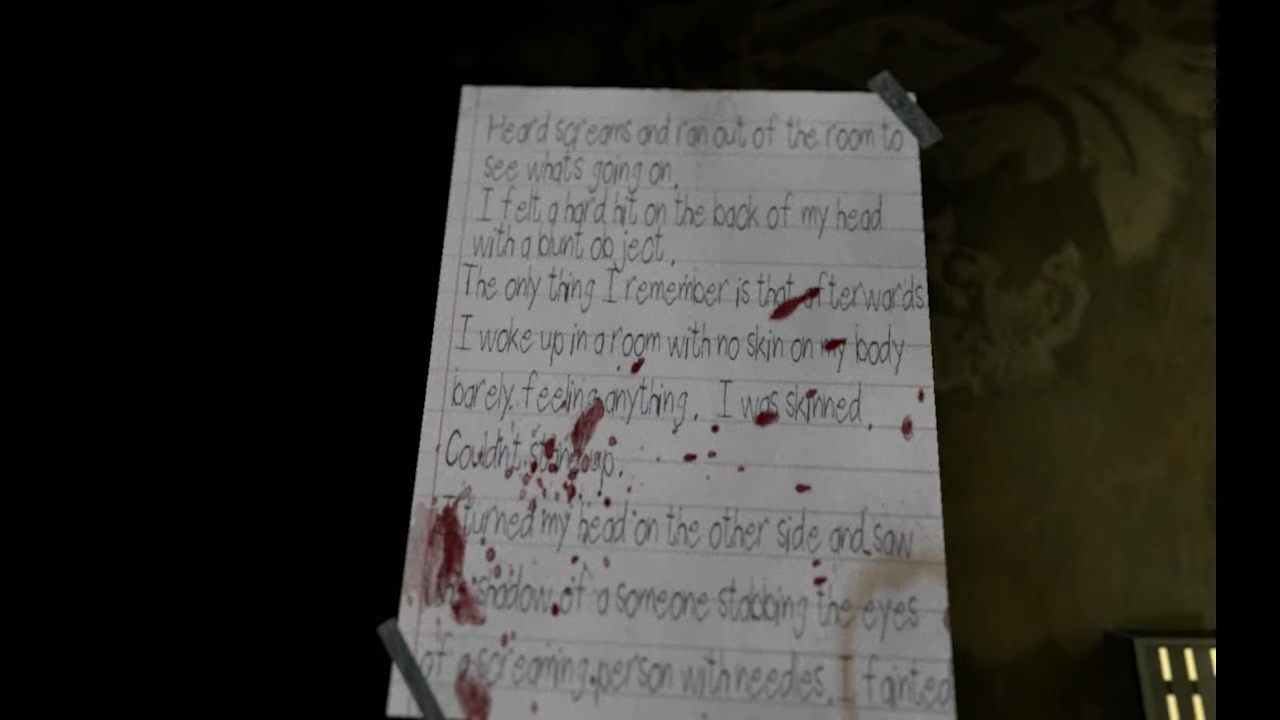 Heard screams and ran out of the room to
see whats going on.
I felt a hard hit on the back of my head
with a bunt object.
The only thing I remember is that afterwards
I woke up in a room with no skin on my body
barely feeling anything. I was skinned.
Couldn't stand up.
I turned my head on the other side and saw
the shadow of a someone stabbing the eyes
of a screaming person with needles. I fainted